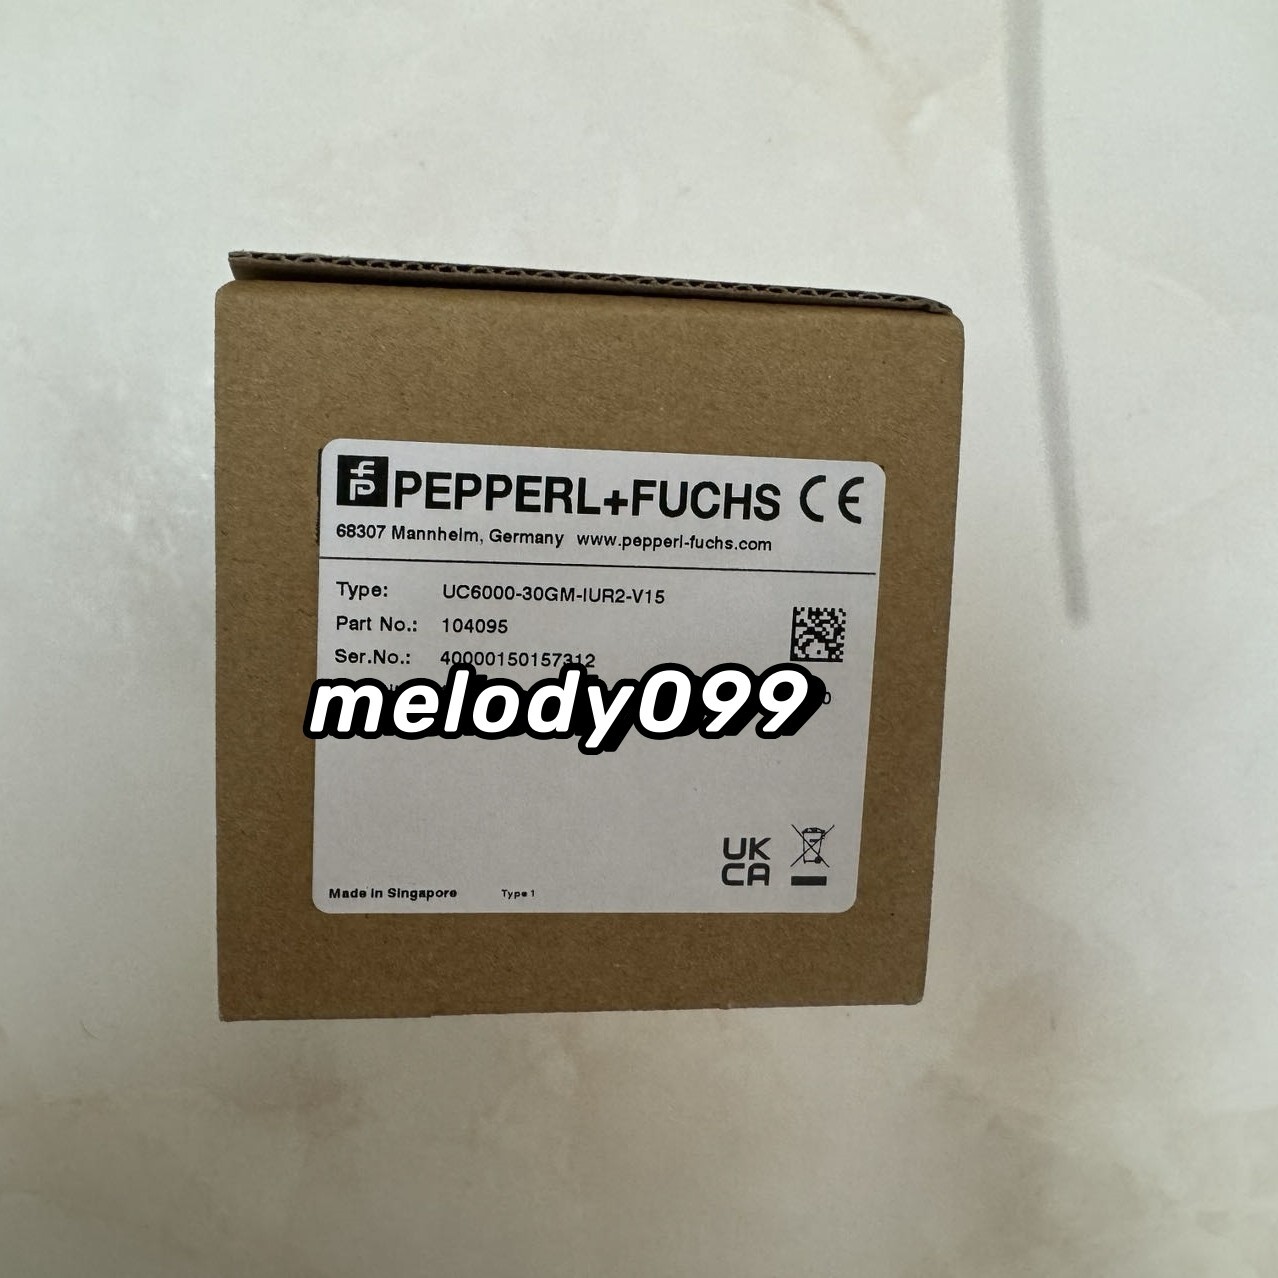 fp PEPPERL+FUCHS CE
68307 Mannheim, Germany www.pepperl-fuchs.com
Type: UC6000-30GM-IUR2-V15
Part No.: 104095
Ser.No.: 40000150157312
melody099
UK
CA
Made in Singapore Type 1